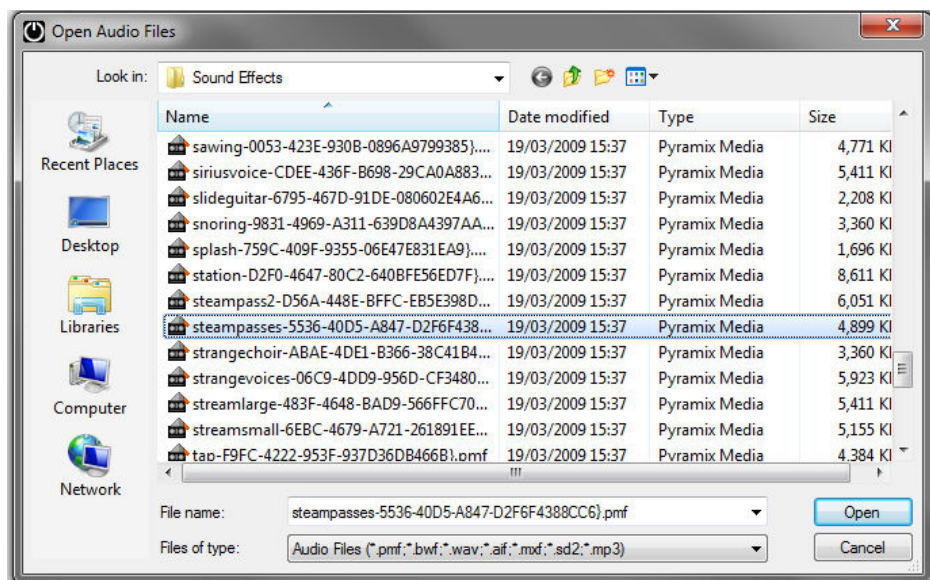 Open Audio Files
x
Look in: Sound Effects
Name Date modified Type Size
sawing-0053-423E-930B-0896A9799385}.... 19/03/2009 15:37 Pyramix Media 4,771 KI
siriusvoice-CDEE-436F-B698-29CA0A883... 19/03/2009 15:37 Pyramix Media 5,411 KI
slideguitar-6795-467D-91DE-080602E4A6... 19/03/2009 15:37 Pyramix Media 2,208 KI
snoring-9831-4969-A311-639D8A4397AA... 19/03/2009 15:37 Pyramix Media 3,360 KI
splash-759C-409F-9355-06E47E831EA9}.... 19/03/2009 15:37 Pyramix Media 1,696 KI
station-D2F0-4647-80C2-640BFE56ED7F}.... 19/03/2009 15:37 Pyramix Media 8,611 KI
steampass2-D56A-448E-BFFC-EB5E398D... 19/03/2009 15:37 Pyramix Media 6,051 KI
steampasses-5536-40D5-A847-D2F6F438... 19/03/2009 15:37 Pyramix Media 4,899 KI
strangechoir-ABAE-4DE1-B366-38C41B4... 19/03/2009 15:37 Pyramix Media 3,360 KI
strangevoices-06C9-4DD9-956D-CF3480... 19/03/2009 15:37 Pyramix Media 5,923 KI
streamlarge-483F-4648-BAD9-566FFC70... 19/03/2009 15:37 Pyramix Media 5,411 KI
streamsmall-6EBC-4679-A721-261891EE... 19/03/2009 15:37 Pyramix Media 5,155 KI
tap-F9FC-4222-953F-937D36DB466B}.pmf 19/03/2009 15:37 Pyramix Media 4,384 KI
Recent Places
Desktop
Libraries
Computer
Network
File name: steampasses-5536-40D5-A847-D2F6F4388CC6}.pmf Open
Files of type: Audio Files (*.pmf;*.bwf;*.wav;*.aif;*.mxf;*.sd2;*.mp3) Cancel